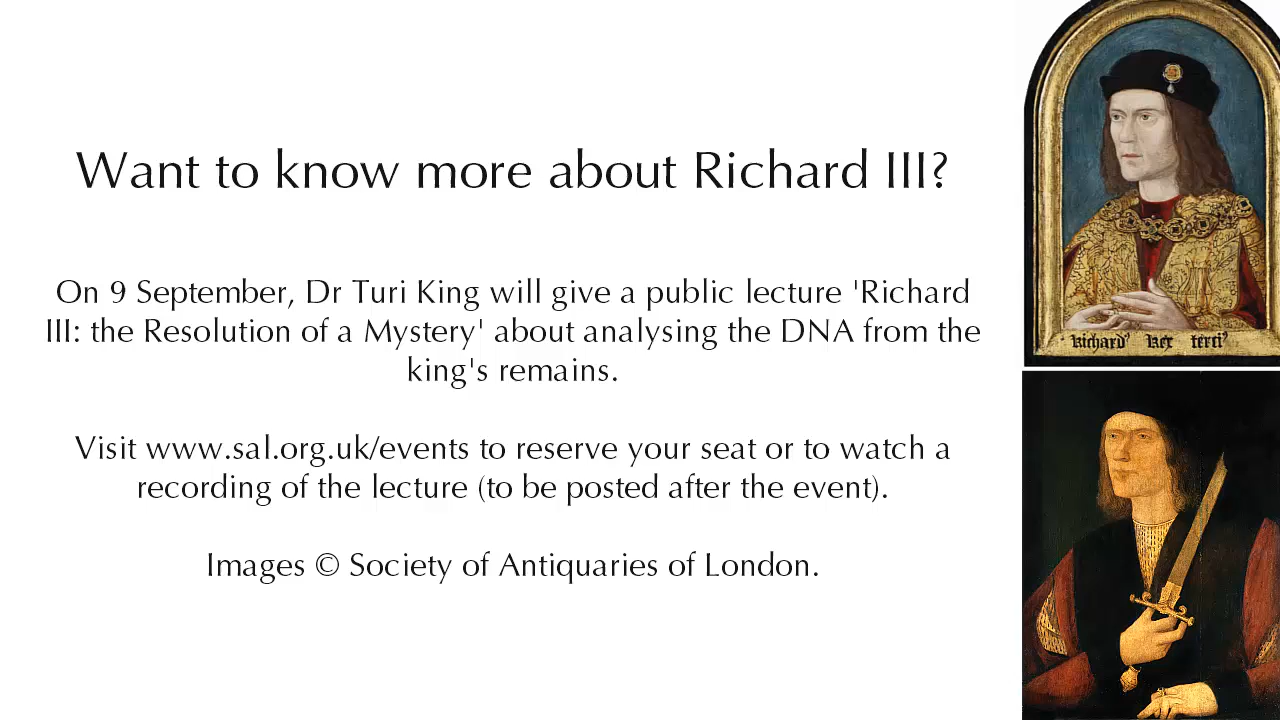 Want to know more about Richard III?
On 9 September, Dr Turi King will give a public lecture 'Richard
III: the Resolution of a Mystery' about analysing the DNA from the
king's remains.
Visit www.sal.org.uk/events to reserve your seat or to watch a
recording of the lecture (to be posted after the event).
Images © Society of Antiquaries of London.
Richard' Rex terti'